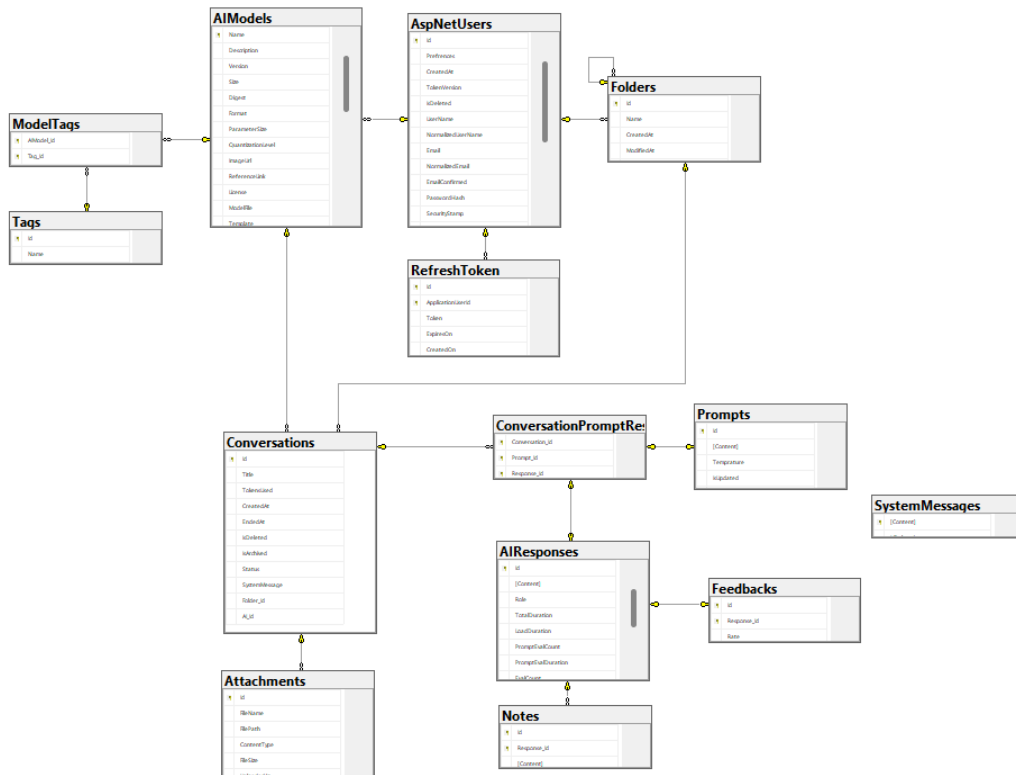 AIModels
Name
Description
Version
Size
Digest
Format
ParameterSize
QuantizationLevel
ImageUrl
ReferenceLink
License
ModelFile
Template
AspNetUsers
Id
Prefrences
CreatedAt
TokenVersion
IsDeleted
UserName
NormalizedUserName
Email
NormalizedEmail
EmailConfirmed
PasswordHash
SecurityStamp
Folders
Id
Name
CreatedAt
ModifiedAt
ModelTags
AIModel_Id
Tag_Id
Tags
Id
Name
RefreshToken
Id
ApplicationUserId
Token
ExpiresOn
CreatedOn
Conversations
Id
Title
TokensUsed
CreatedAt
EndedAt
IsDeleted
IsArchived
Status
SystemMessage
Folder_Id
AI_Id
ConversationPromptRes
Conversation_Id
Prompt_Id
Response_Id
Prompts
Id
[Content]
Temprature
IsUpdated
SystemMessages
[Content]
AIResponses
Id
[Content]
Role
TotalDuration
LoadDuration
PromptEvalCount
PromptEvalDuration
EvalCount
Feedbacks
Id
Response_Id
Rate
Attachments
Id
FileName
FilePath
ContentType
FileSize
Notes
Id
Response_Id
[Content]